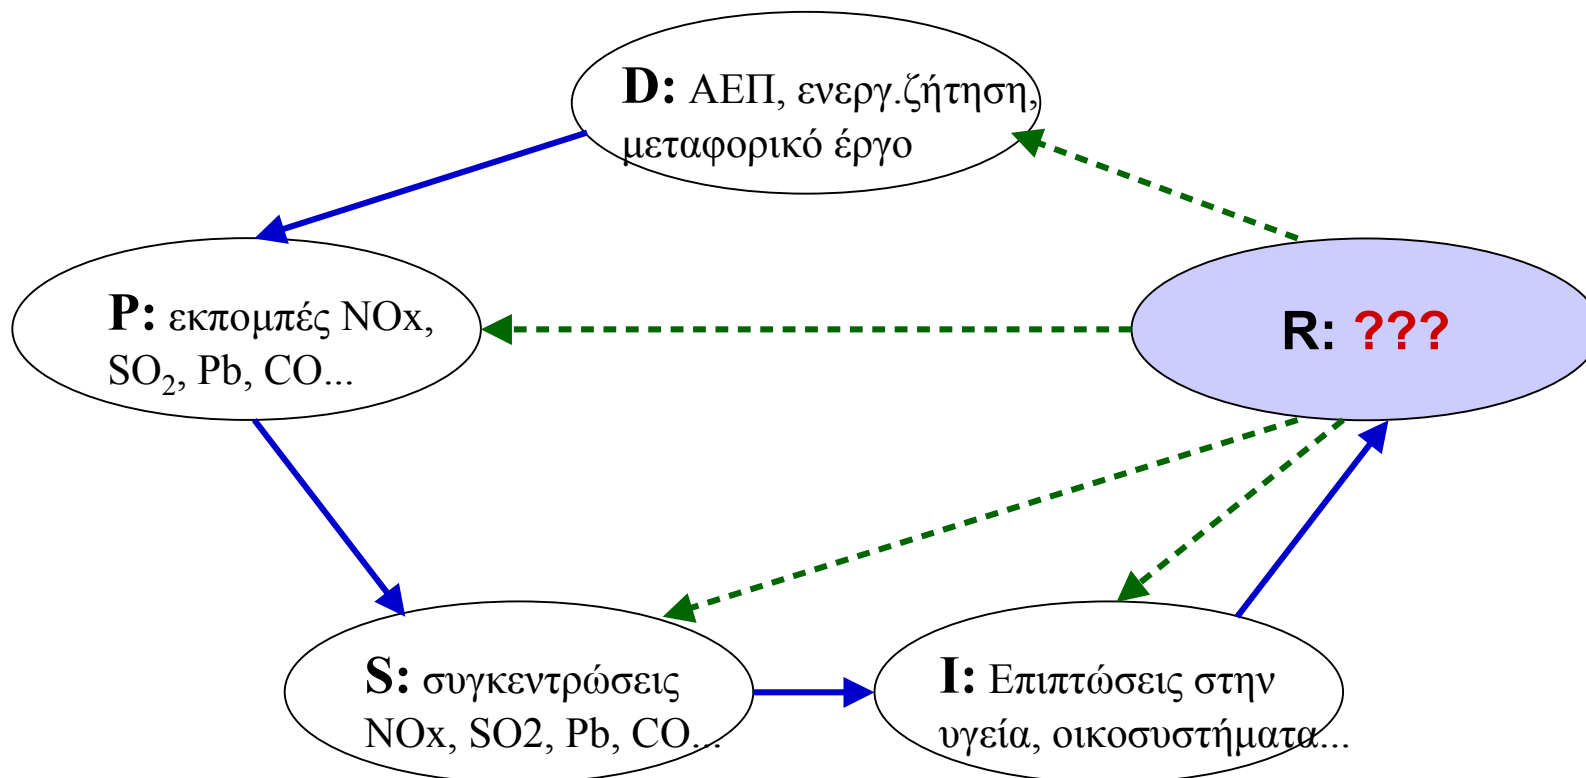 D: ΑΕΠ, ενεργ.ζήτηση,
μεταφορικό έργο
P: εκπομπές NOx,
SO₂, Pb, CO...
R: ???
S: συγκεντρώσεις
NOx, SO2, Pb, CO...
I: Επιπτώσεις στην
υγεία, οικοσυστήματα...